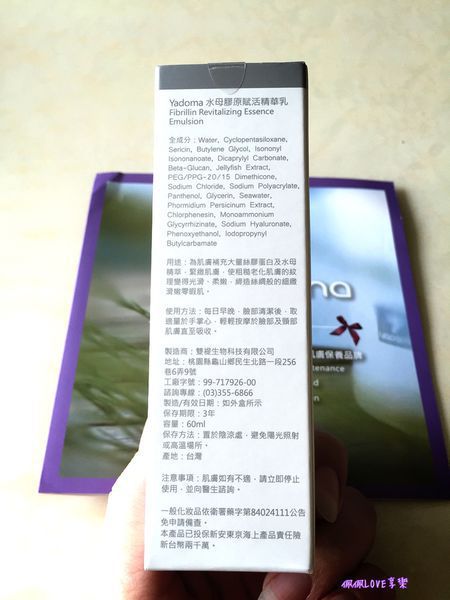 Yadoma 水母膠原賦活精華乳
Fibrillin Revitalizing Essence
Emulsion
全成分：Water, Cyclopentasiloxane,
Sericin, Butylene Glycol, Isononyl
Isononanoate, Dicaprylyl Carbonate,
Beta-Glucan, Jellyfish Extract,
PEG/PPG-20/15 Dimethicone,
Sodium Chloride, Sodium Polyacrylate,
Panthenol, Glycerin, Seawater,
Phormidium Persicinum Extract,
Chlorphenesin, Monoammonium
Glycyrrhizinate, Sodium Hyaluronate,
Phenoxyethanol, Iodopropynyl
Butylcarbamate
用途：為肌膚補充大量絲膠蛋白及水母
精萃，緊緻肌膚，使粗糙老化肌膚的紋
理變得光滑、柔嫩，締造絲綢般的細緻
滑嫩零瑕肌。
使用方法：每日早晚，臉部清潔後，取
適量於手掌心，輕輕按摩於臉部及頸部
肌膚直至吸收。
製造商：雙禔生物科技有限公司
地址：桃園縣龜山鄉民生北路一段256
巷6弄9號
工廠字號：99-717926-00
諮詢專線：(03)355-6866
製造/有效日期：如外盒所示
保存期限：3年
容量：60ml
保存方法：置於陰涼處，避免陽光照射
或高溫場所。
產地：台灣
注意事項：肌膚如有不適，請立即停止
使用，並向醫生諮詢。
一般化妝品依衛署藥字第84024111公告
免申請備查。
本產品已投保新安東京海上產品責任險
新台幣兩千萬。
ma
肌膚保養品牌
ntenance
d
on
佩佩LOVE享樂